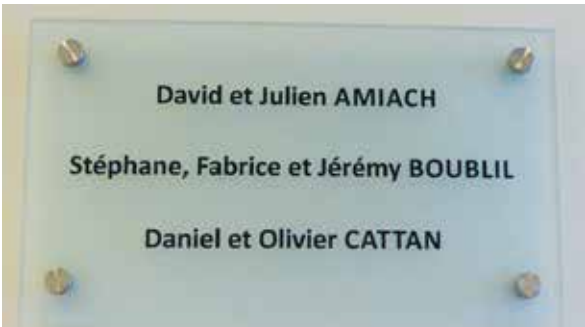 David et Julien AMIACH
Stéphane, Fabrice et Jérémy BOUBLIL
Daniel et Olivier CATTAN